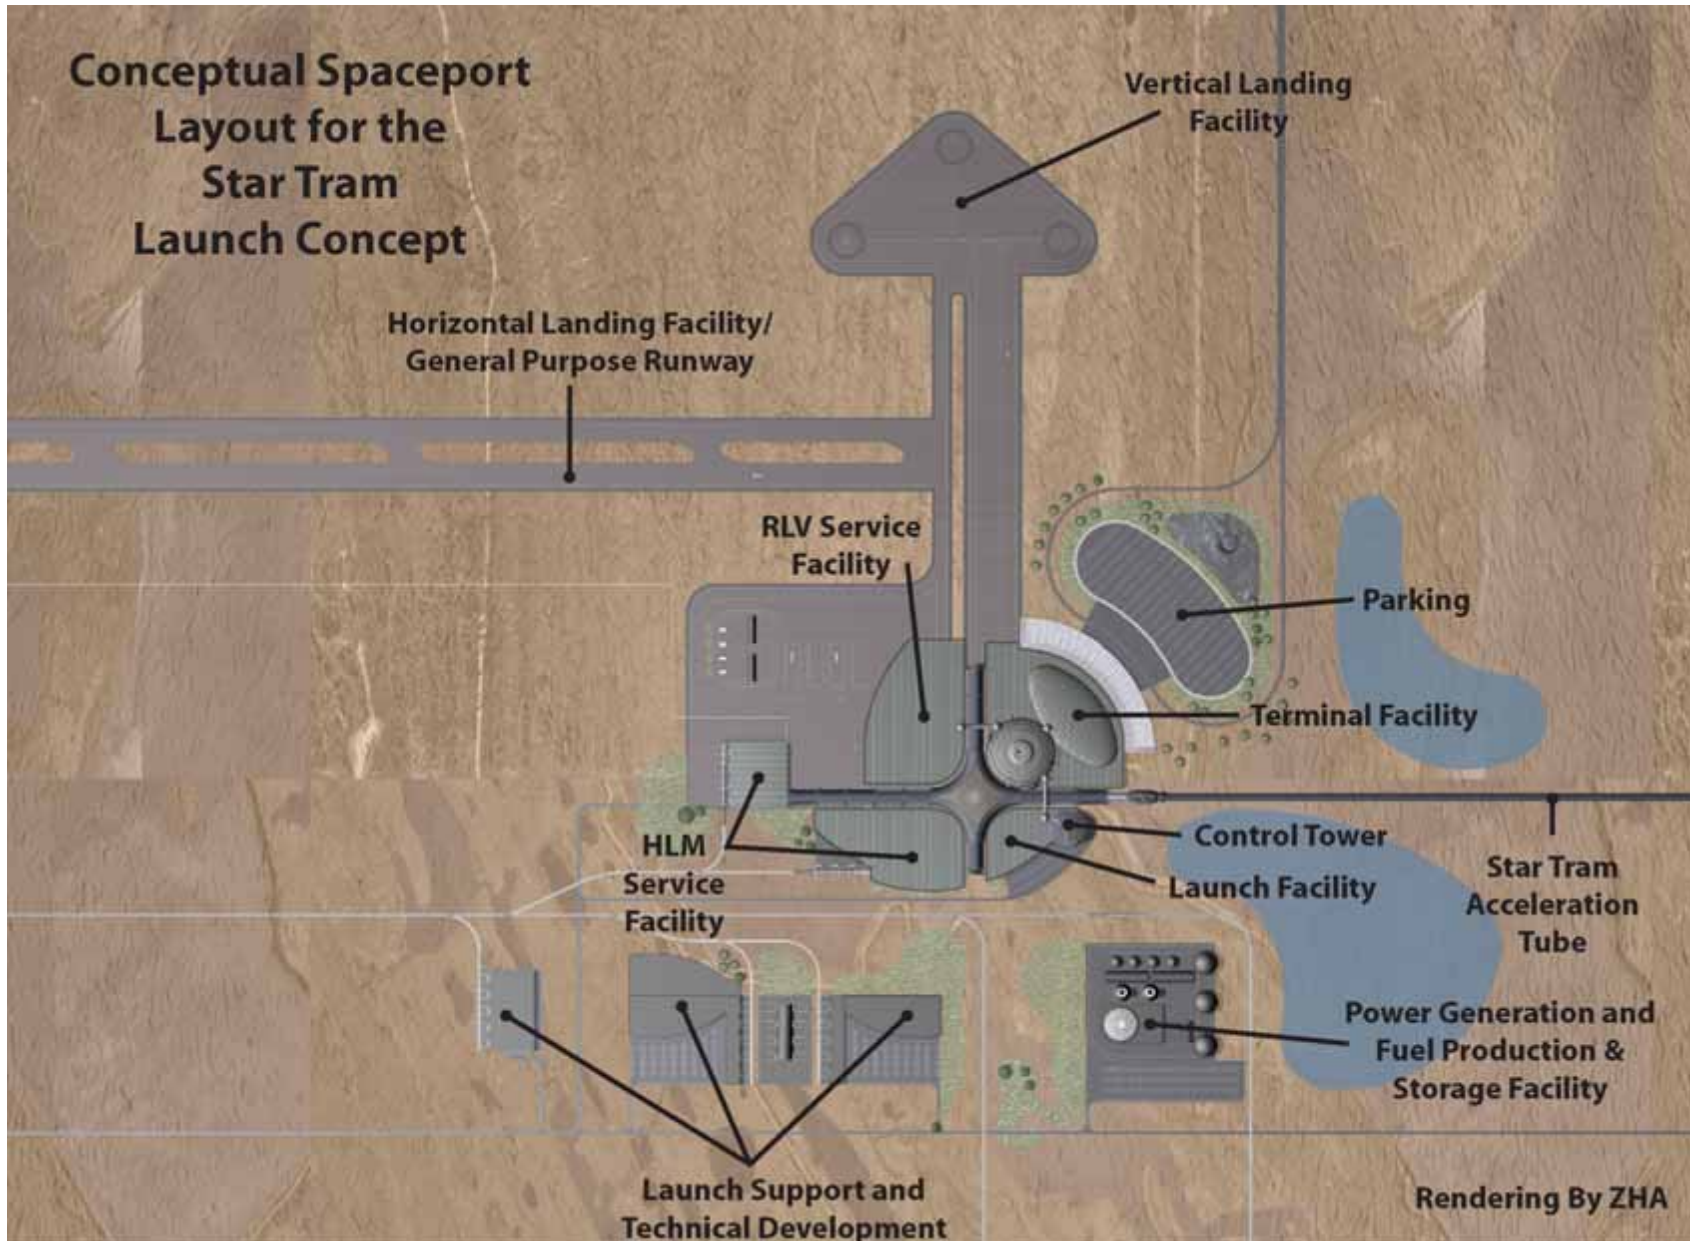 Conceptual Spaceport
Layout for the
Star Tram
Launch Concept
Vertical Landing
Facility
Horizontal Landing Facility/
General Purpose Runway
RLV Service
Facility
Parking
Terminal Facility
HLM
Service
Facility
Control Tower
Launch Facility
Star Tram
Acceleration
Tube
Power Generation and
Fuel Production &
Storage Facility
Launch Support and
Technical Development
Rendering By ZHA